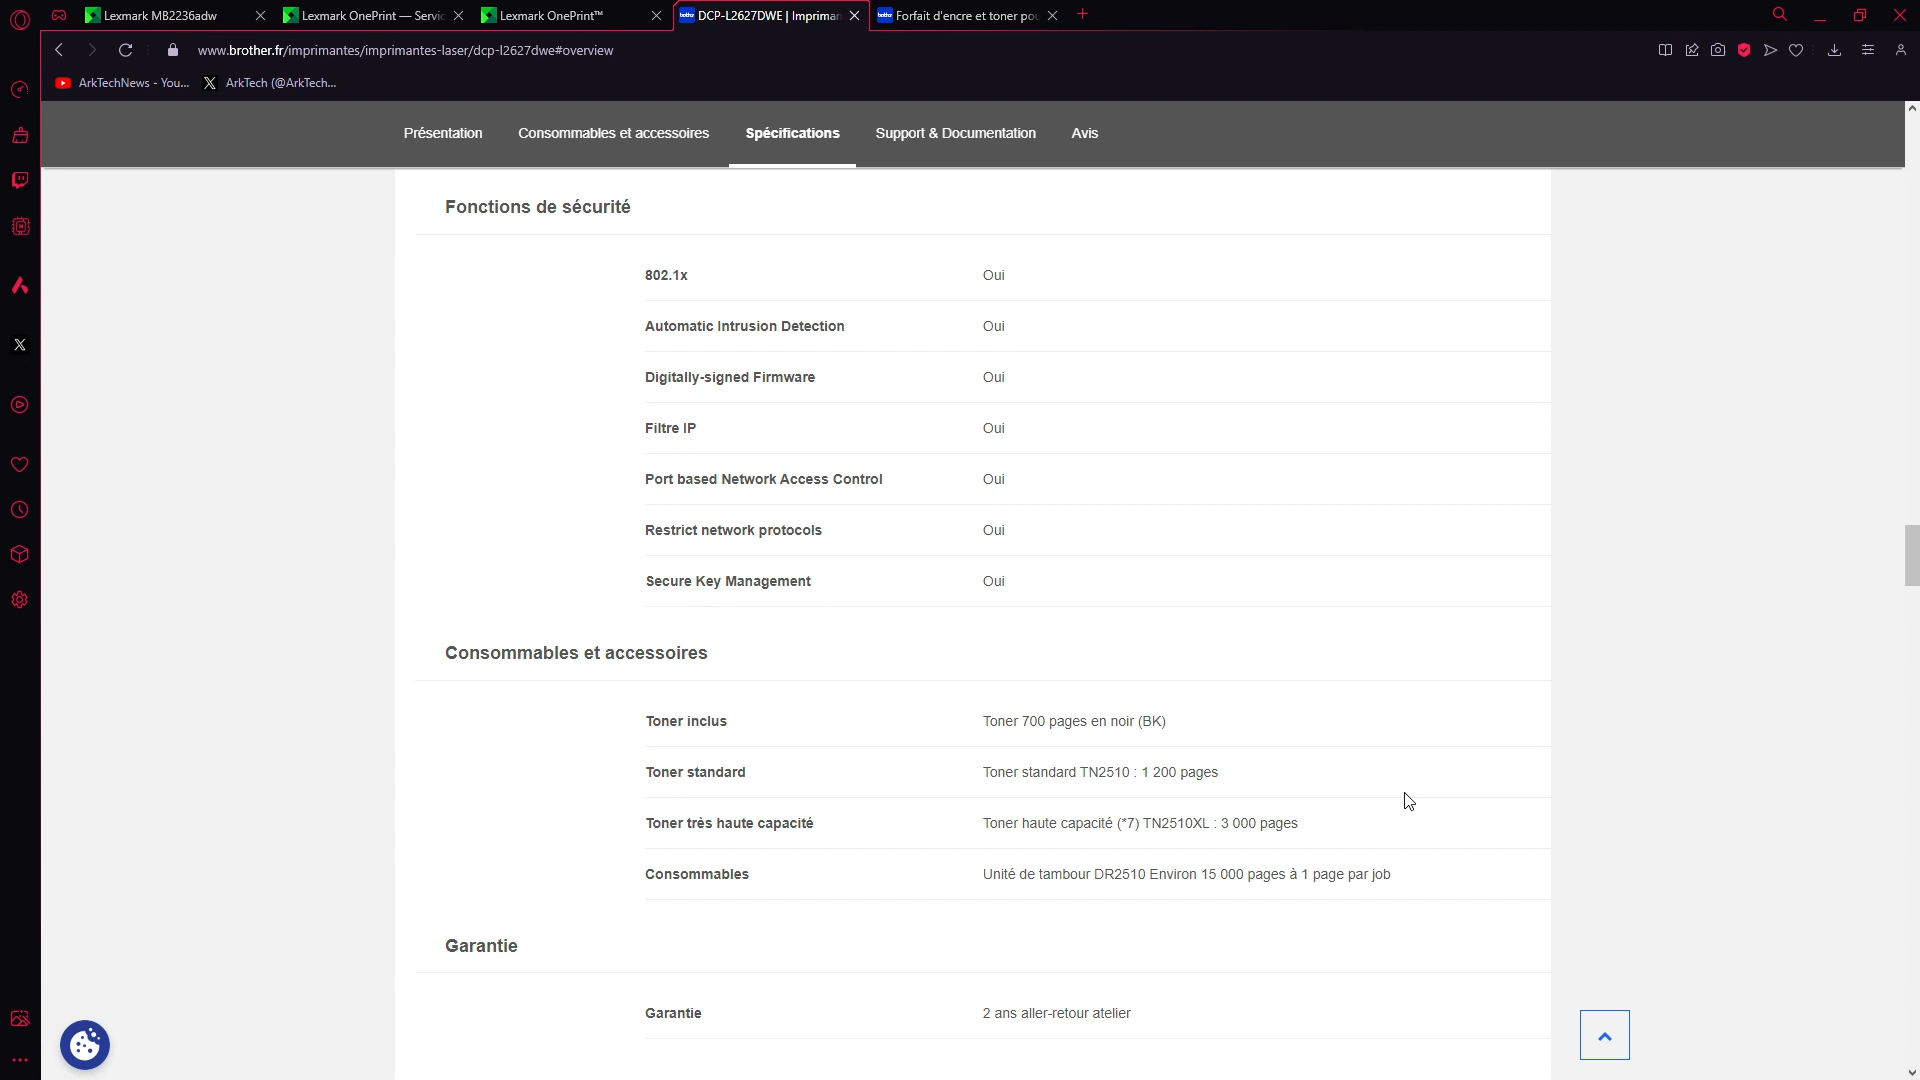 Lexmark MB2236adw
Lexmark OnePrint — Servic
Lexmark OnePrint™
brother DCP-L2627DWE | Impriman
brother Forfait d'encre et toner pou
www.brother.fr/imprimantes/imprimantes-laser/dcp-l2627dwe#overview
ArkTechNews - You...
ArkTech (@ArkTech...
Présentation
Consommables et accessoires
Spécifications
Support & Documentation
Avis
Fonctions de sécurité
802.1x Oui
Automatic Intrusion Detection Oui
Digitally-signed Firmware Oui
Filtre IP Oui
Port based Network Access Control Oui
Restrict network protocols Oui
Secure Key Management Oui
Consommables et accessoires
Toner inclus Toner 700 pages en noir (BK)
Toner standard Toner standard TN2510 : 1 200 pages
Toner très haute capacité Toner haute capacité (*7) TN2510XL : 3 000 pages
Consommables Unité de tambour DR2510 Environ 15 000 pages à 1 page par job
Garantie
Garantie 2 ans aller-retour atelier